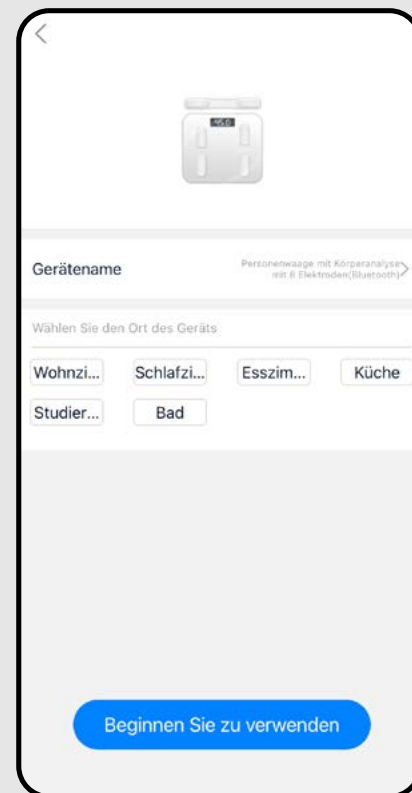 Gerätename
Personenwaage mit Körperanalyse
mit 8 Elektroden(Bluetooth)
Wählen Sie den Ort des Geräts
Wohnzi... Schlafzi... Esszim... Küche
Studier... Bad
Beginnen Sie zu verwenden